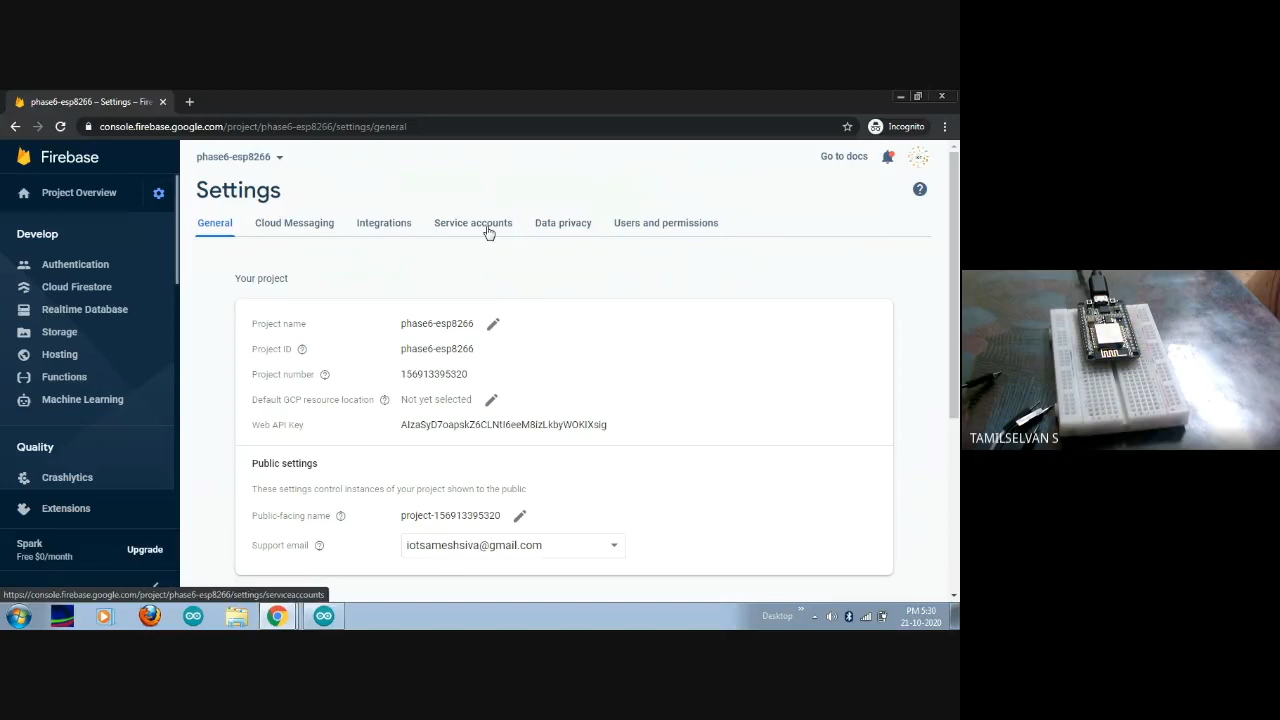 phase6-esp8266 – Settings – Fire
console.firebase.google.com/project/phase6-esp8266/settings/general
Incognito
Firebase
phase6-esp8266
Go to docs
Project Overview
Settings
General
Cloud Messaging
Integrations
Service accounts
Data privacy
Users and permissions
Develop
Authentication
Cloud Firestore
Realtime Database
Storage
Hosting
Functions
Machine Learning
Quality
Crashlytics
Extensions
Spark
Free $0/month
Upgrade
Your project
Project name
phase6-esp8266
Project ID
phase6-esp8266
Project number
156913395320
Default GCP resource location
Not yet selected
Web API Key
Public settings
These settings control instances of your project shown to the public
Public-facing name
project-156913395320
Support email
iotsameshsiva@gmail.com
https://console.firebase.google.com/project/phase6-esp8266/settings/serviceaccounts
Desktop
PM 5:30
21-10-2020
TAMILSELVAN S